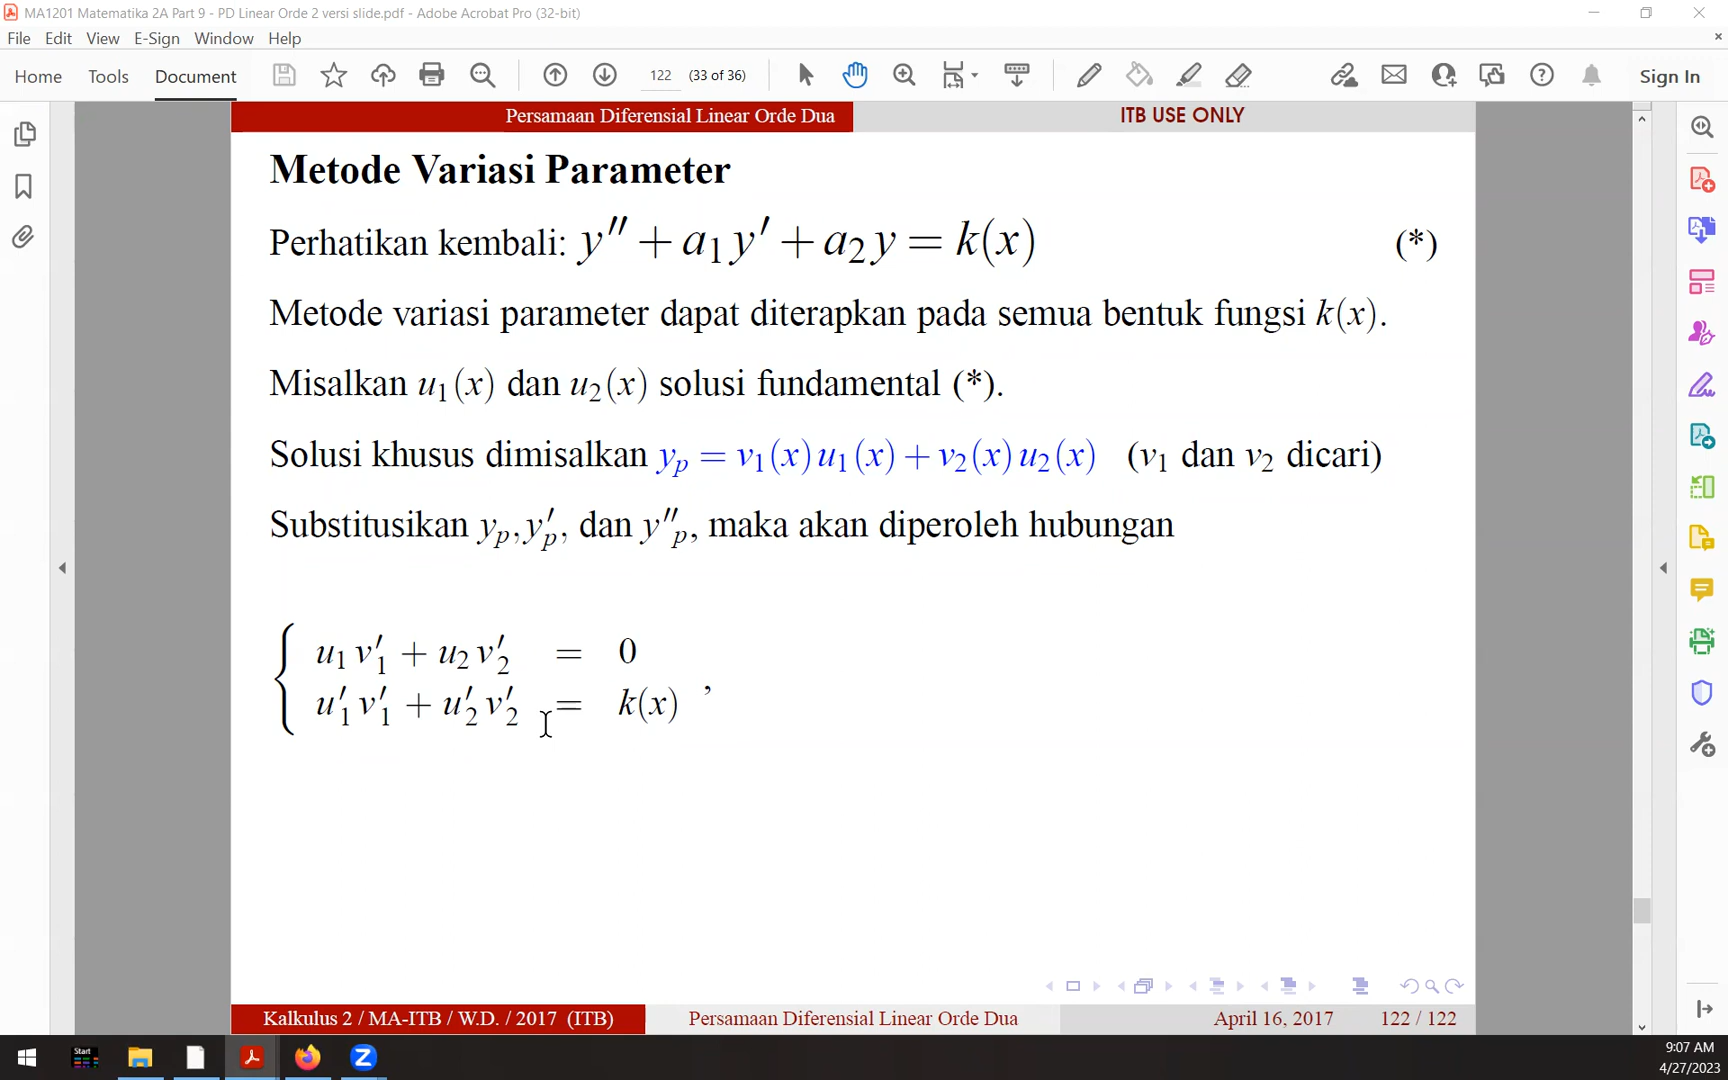 MA1201 Matematika 2A Part 9 - PD Linear Orde 2 versi slide.pdf - Adobe Acrobat Pro (32-bit)
File Edit View E-Sign Window Help
Home Tools Document 122 (33 of 36) Sign In
Persamaan Diferensial Linear Orde Dua ITB USE ONLY
Metode Variasi Parameter
Perhatikan kembali: y″ + a₁y′ + a₂y = k(x) (*)
Metode variasi parameter dapat diterapkan pada semua bentuk fungsi k(x).
Misalkan u₁(x) dan u₂(x) solusi fundamental (*).
Solusi khusus dimisalkan yₚ = v₁(x)u₁(x) + v₂(x)u₂(x) (v₁ dan v₂ dicari)
Substitusikan yₚ, y′ₚ, dan y″ₚ, maka akan diperoleh hubungan
{ u₁v′₁ + u₂v′₂ = 0
u′₁v′₁ + u′₂v′₂ = k(x) ,
Kalkulus 2 / MA-ITB / W.D. / 2017 (ITB) Persamaan Diferensial Linear Orde Dua April 16, 2017 122 / 122
Start
9:07 AM
4/27/2023